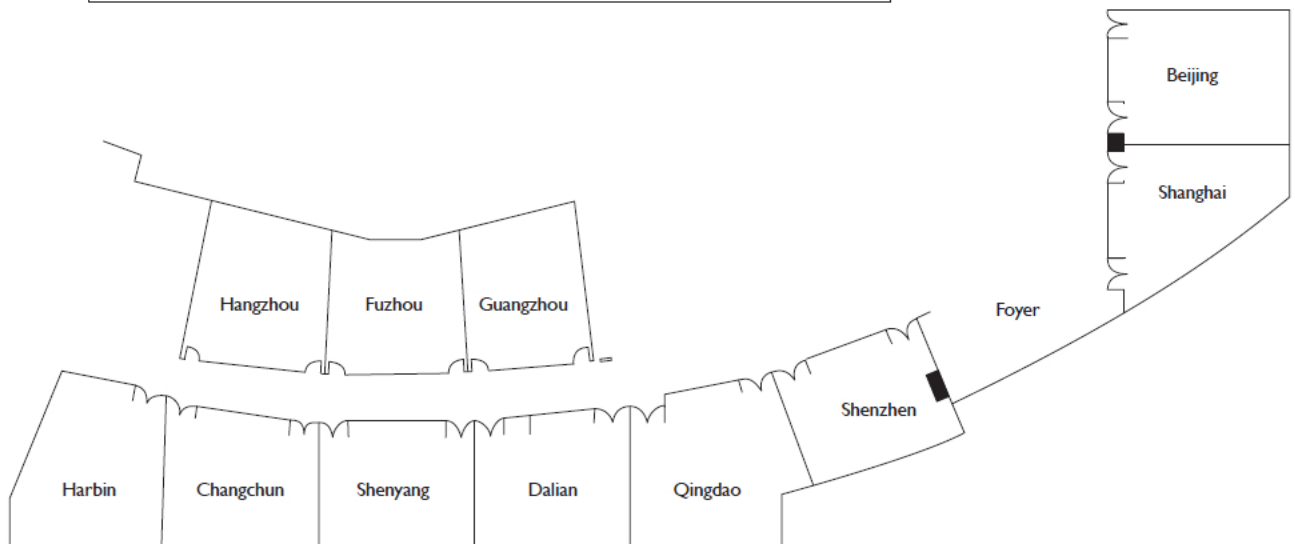 Beijing
Shanghai
Hangzhou
Fuzhou
Guangzhou
Foyer
Shenzhen
Harbin
Changchun
Shenyang
Dalian
Qingdao